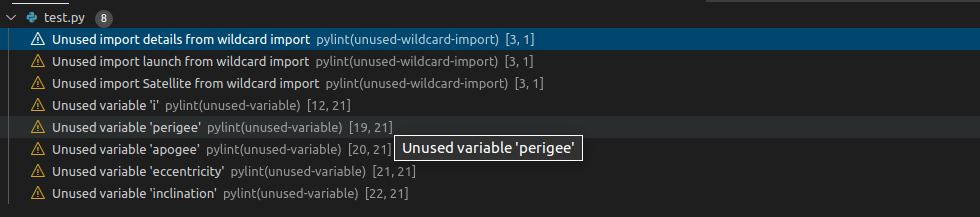 test.py 8
Unused import details from wildcard import pylint(unused-wildcard-import) [3, 1]
Unused import launch from wildcard import pylint(unused-wildcard-import) [3, 1]
Unused import Satellite from wildcard import pylint(unused-wildcard-import) [3, 1]
Unused variable 'i' pylint(unused-variable) [12, 21]
Unused variable 'perigee' pylint(unused-variable) [19, 21]
Unused variable 'apogee' pylint(unused-variable) [20, 21]
Unused variable 'perigee'
Unused variable 'eccentricity' pylint(unused-variable) [21, 21]
Unused variable 'inclination' pylint(unused-variable) [22, 21]